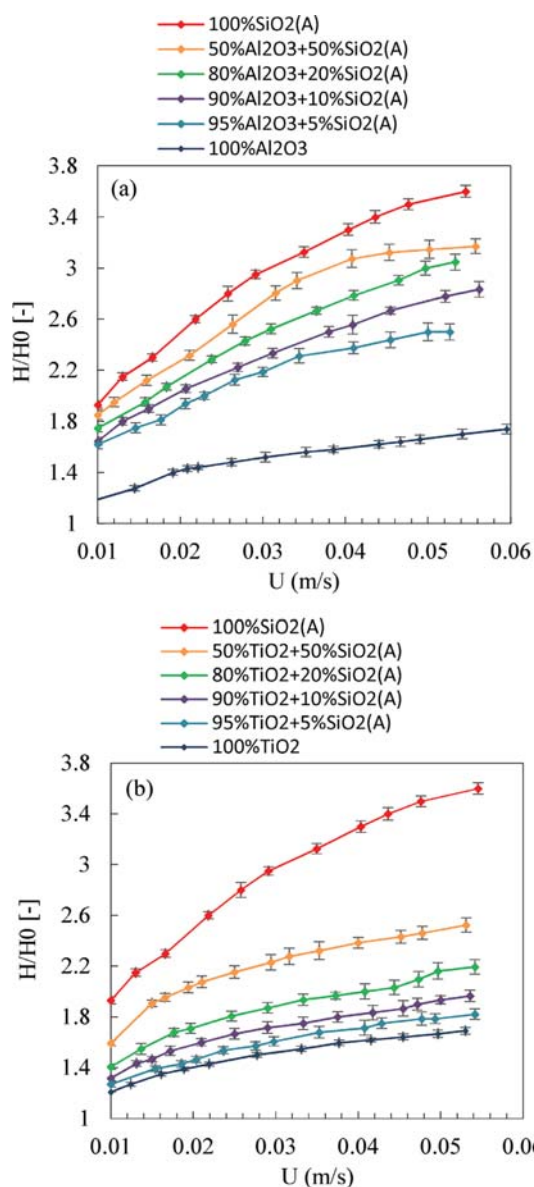 100%SiO2(A)
50%Al2O3+50%SiO2(A)
80%Al2O3+20%SiO2(A)
90%Al2O3+10%SiO2(A)
95%Al2O3+5%SiO2(A)
100%Al2O3
(a)
3.8
3.4
3
2.6
2.2
1.8
1.4
1
H/H0 [-]
0.01 0.02 0.03 0.04 0.05 0.06
U (m/s)
100%SiO2(A)
50%TiO2+50%SiO2(A)
80%TiO2+20%SiO2(A)
90%TiO2+10%SiO2(A)
95%TiO2+5%SiO2(A)
100%TiO2
(b)
3.8
3.4
3
2.6
2.2
1.8
1.4
1
H/H0 [-]
0.01 0.02 0.03 0.04 0.05
U (m/s)